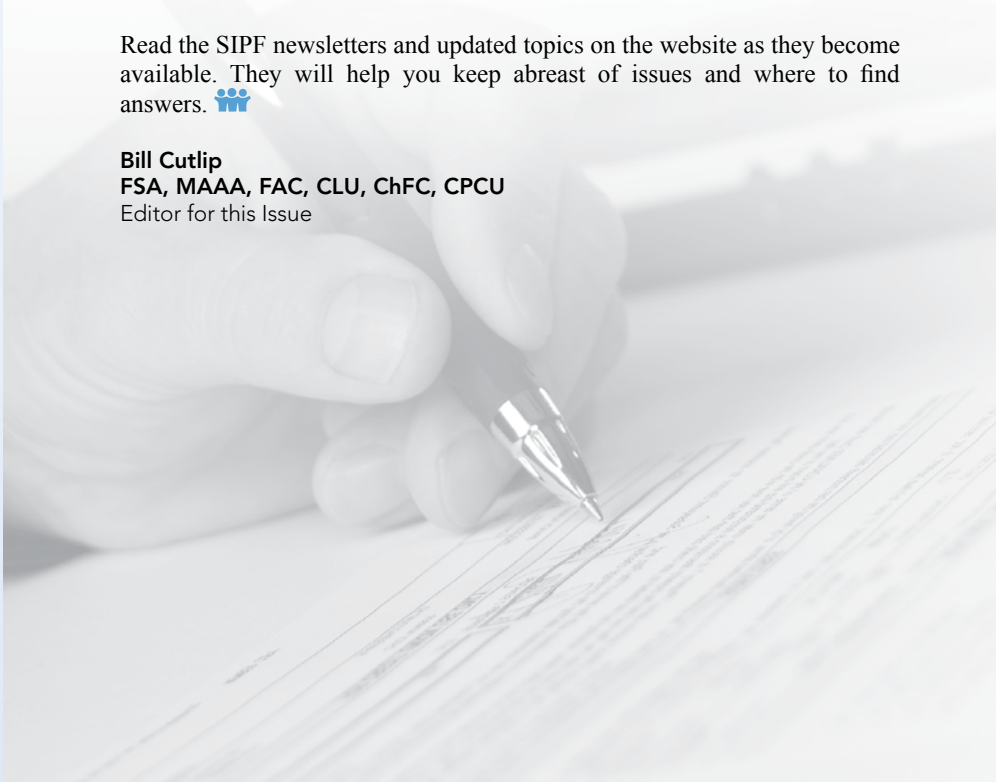 Read the SIPF newsletters and updated topics on the website as they become
available. They will help you keep abreast of issues and where to find
answers.
Bill Cutlip
FSA, MAAA, FAC, CLU, ChFC, CPCU
Editor for this Issue